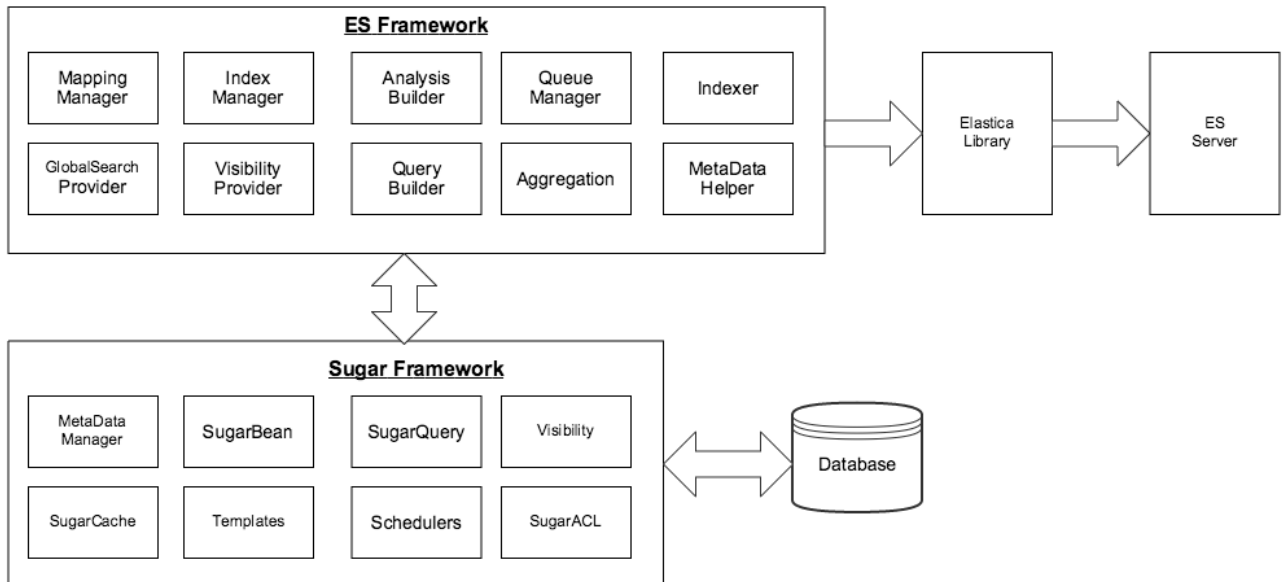 ES Framework
Mapping
Manager
Index
Manager
Analysis
Builder
Queue
Manager
Indexer
GlobalSearch
Provider
Visibility
Provider
Query
Builder
Aggregation
MetaData
Helper
Elastica
Library
ES
Server
Sugar Framework
MetaData
Manager
SugarBean
SugarQuery
Visibility
SugarCache
Templates
Schedulers
SugarACL
Database